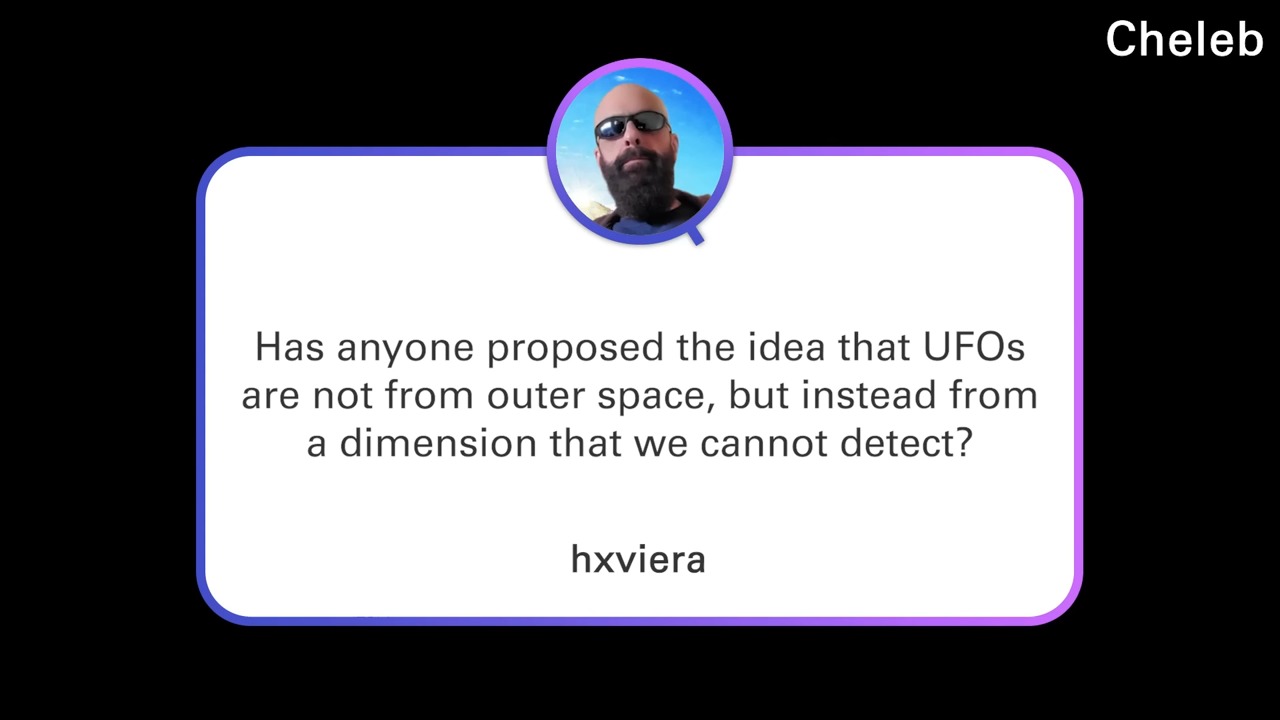 Cheleb
Has anyone proposed the idea that UFOs
are not from outer space, but instead from
a dimension that we cannot detect?
hxviera